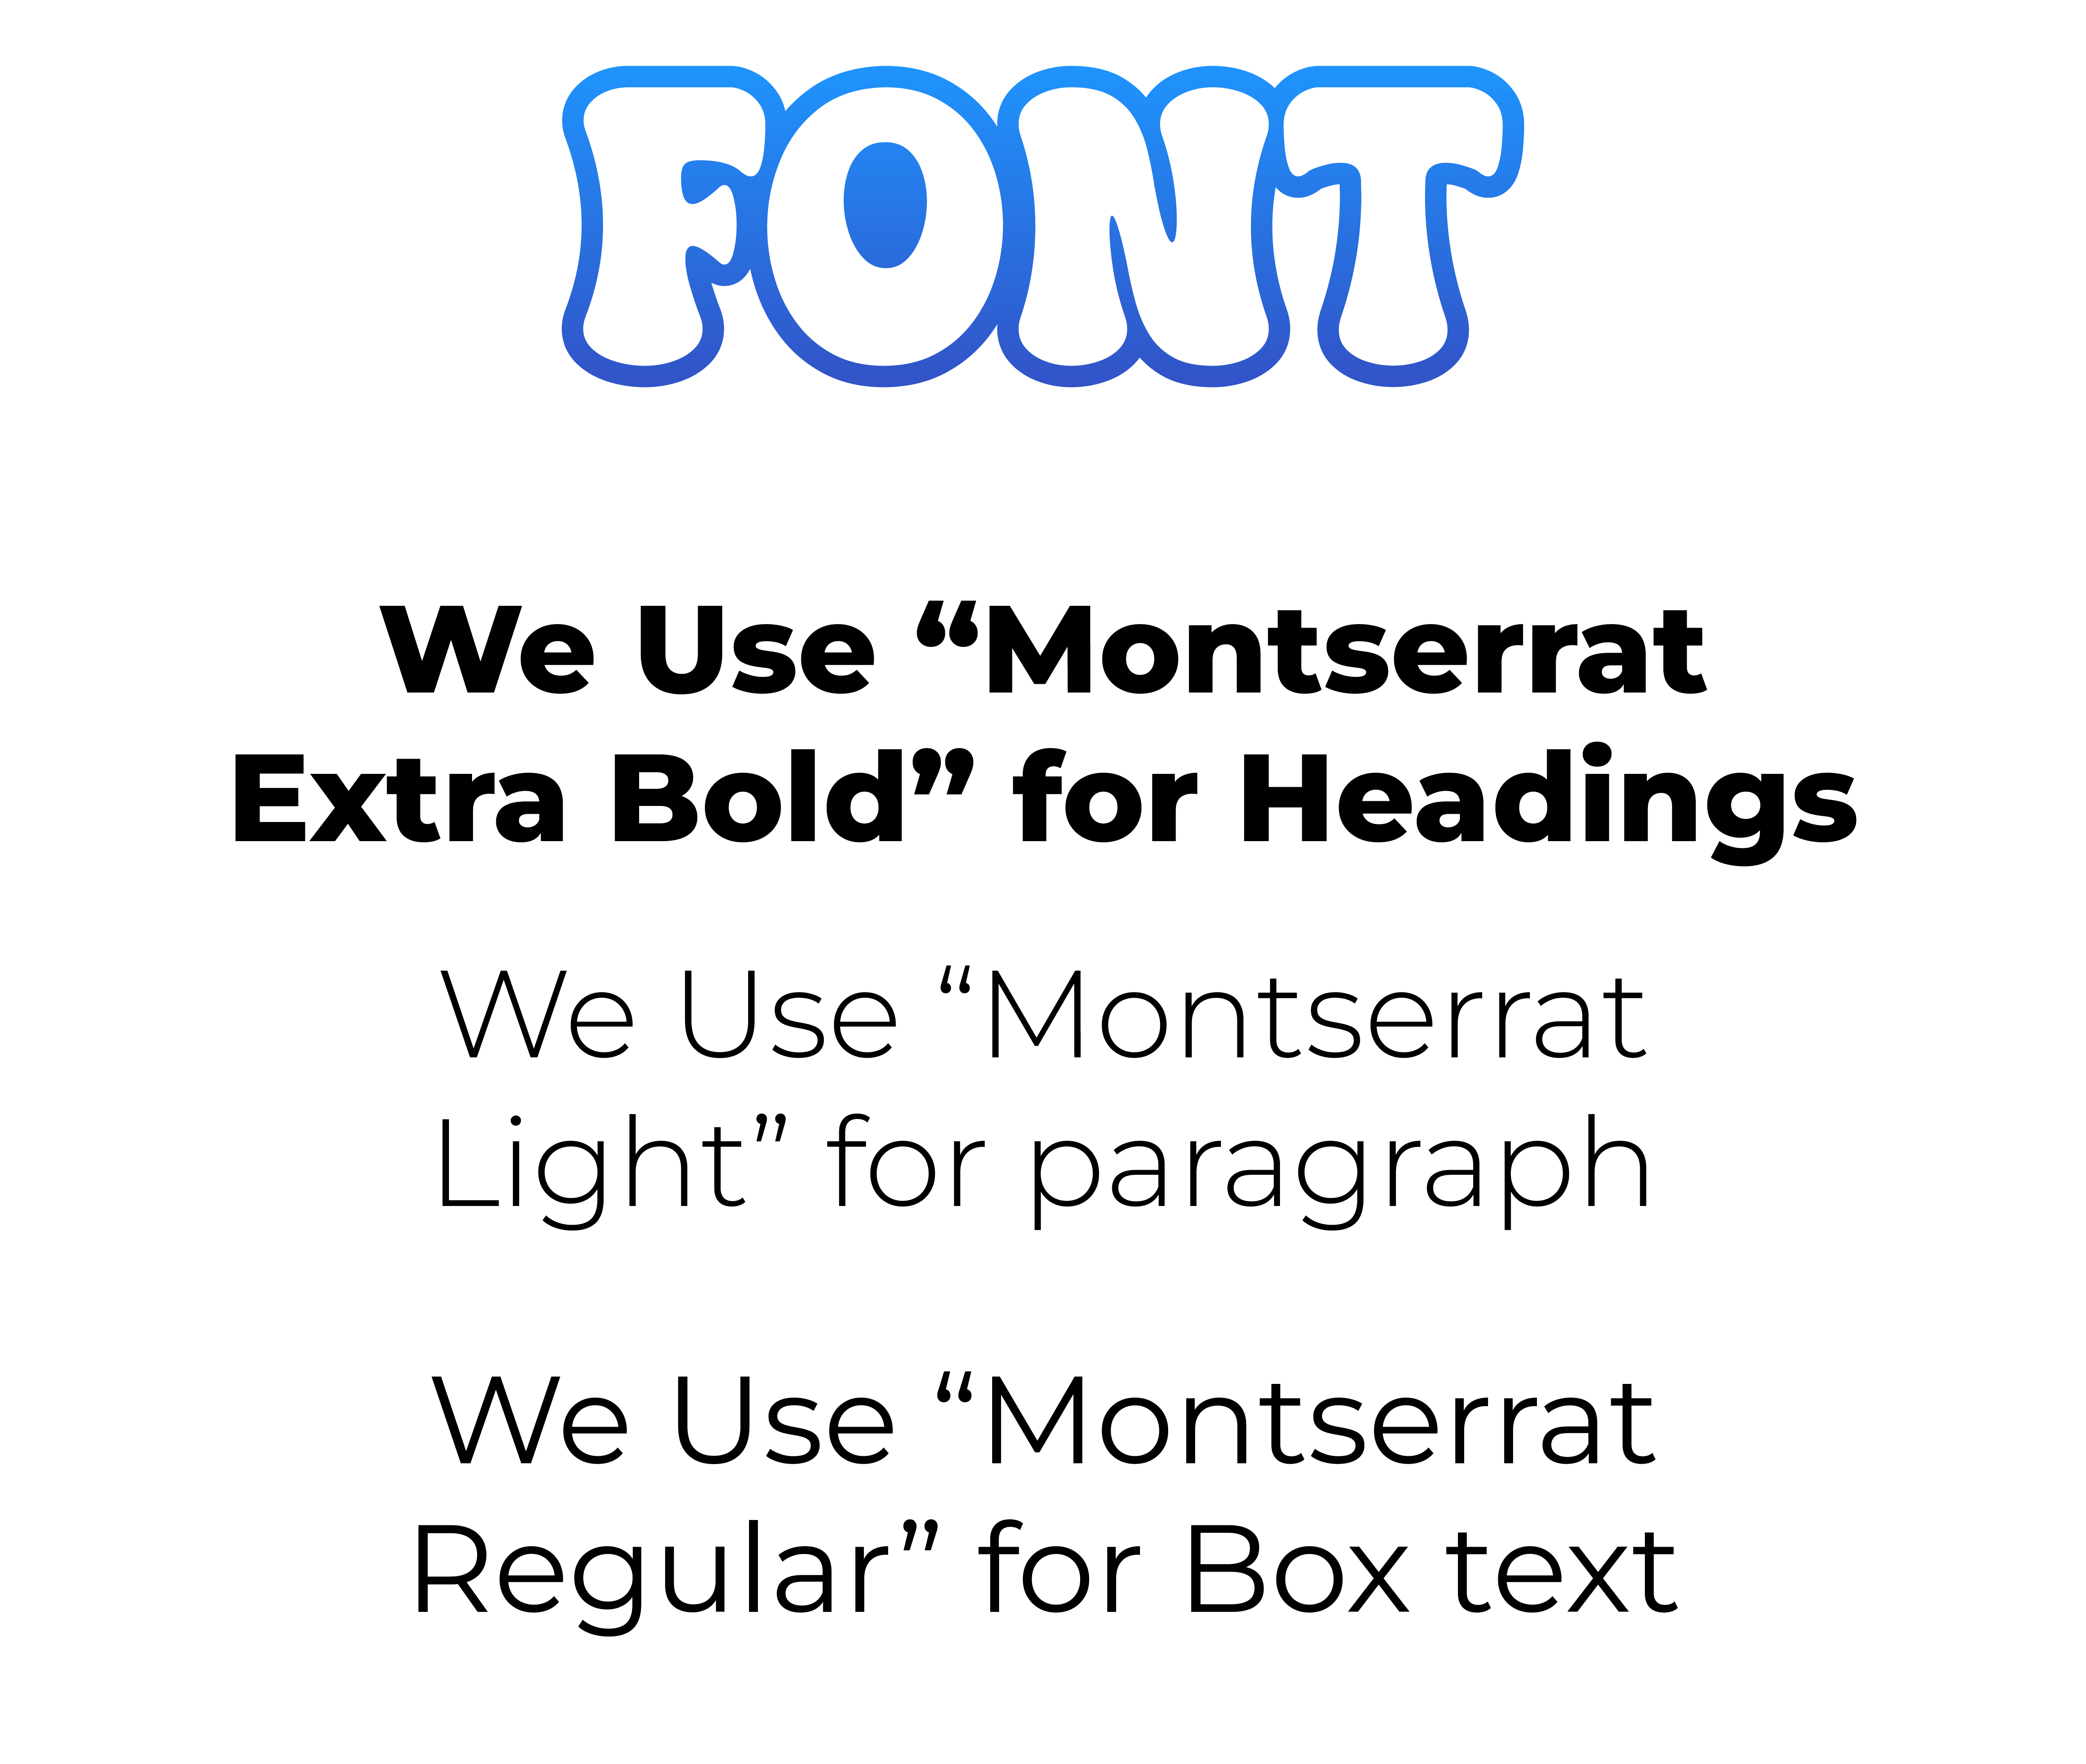 FONT
We Use “Montserrat
Extra Bold” for Headings
We Use “Montserrat
Light” for paragraph
We Use “Montserrat
Regular” for Box text